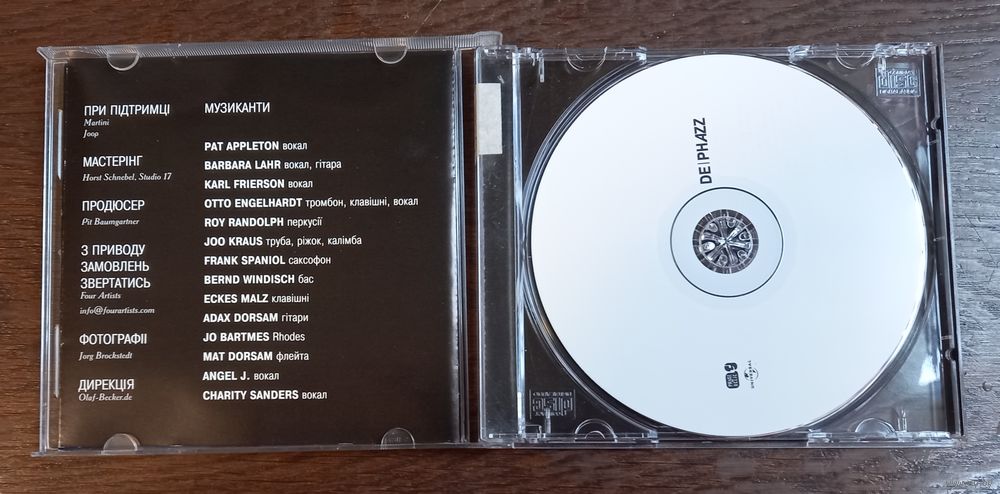 ПРИ ПІДТРИМЦІ
Martini
Joop
МАСТЕРІНГ
Horst Schnebel, Studio 17
ПРОДЮСЕР
Pit Baumgartner
З ПРИВОДУ
ЗАМОВЛЕНЬ
ЗВЕРТАТИСЬ
Four Artists
info@fourartists.com
ФОТОГРАФІЇ
Jorg Brockstedt
ДИРЕКЦІЯ
Olaf-Becker.de
МУЗИКАНТИ
PAT APPLETON вокал
BARBARA LAHR вокал, гітара
KARL FRIERSON вокал
OTTO ENGELHARDT тромбон, клавішні, вокал
ROY RANDOLPH перкусії
JOO KRAUS труба, ріжок, калімба
FRANK SPANIOL саксофон
BERND WINDISCH бас
ECKES MALZ клавішні
ADAX DORSAM гітари
JO BARTMES Rhodes
MAT DORSAM флейта
ANGEL J. вокал
CHARITY SANDERS вокал
DE|PHAZZ
UNIVERSAL
disc